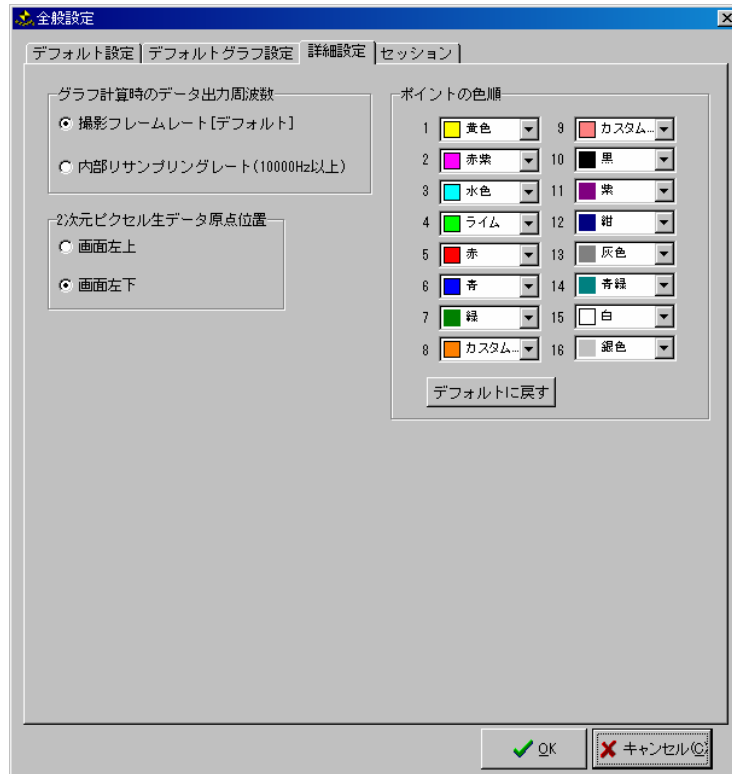 全般設定
デフォルト設定 デフォルトグラフ設定 詳細設定 セッション
グラフ計算時のデータ出力周波数
撮影フレームレート[デフォルト]
内部リサンプリングレート(10000Hz以上)
2次元ピクセル生データ原点位置
画面左上
画面左下
ポイントの色順
1 黄色
2 赤紫
3 水色
4 ライム
5 赤
6 青
7 緑
8 カスタム...
9 カスタム...
10 黒
11 紫
12 紺
13 灰色
14 青緑
15 白
16 銀色
デフォルトに戻す
OK
キャンセル(C)